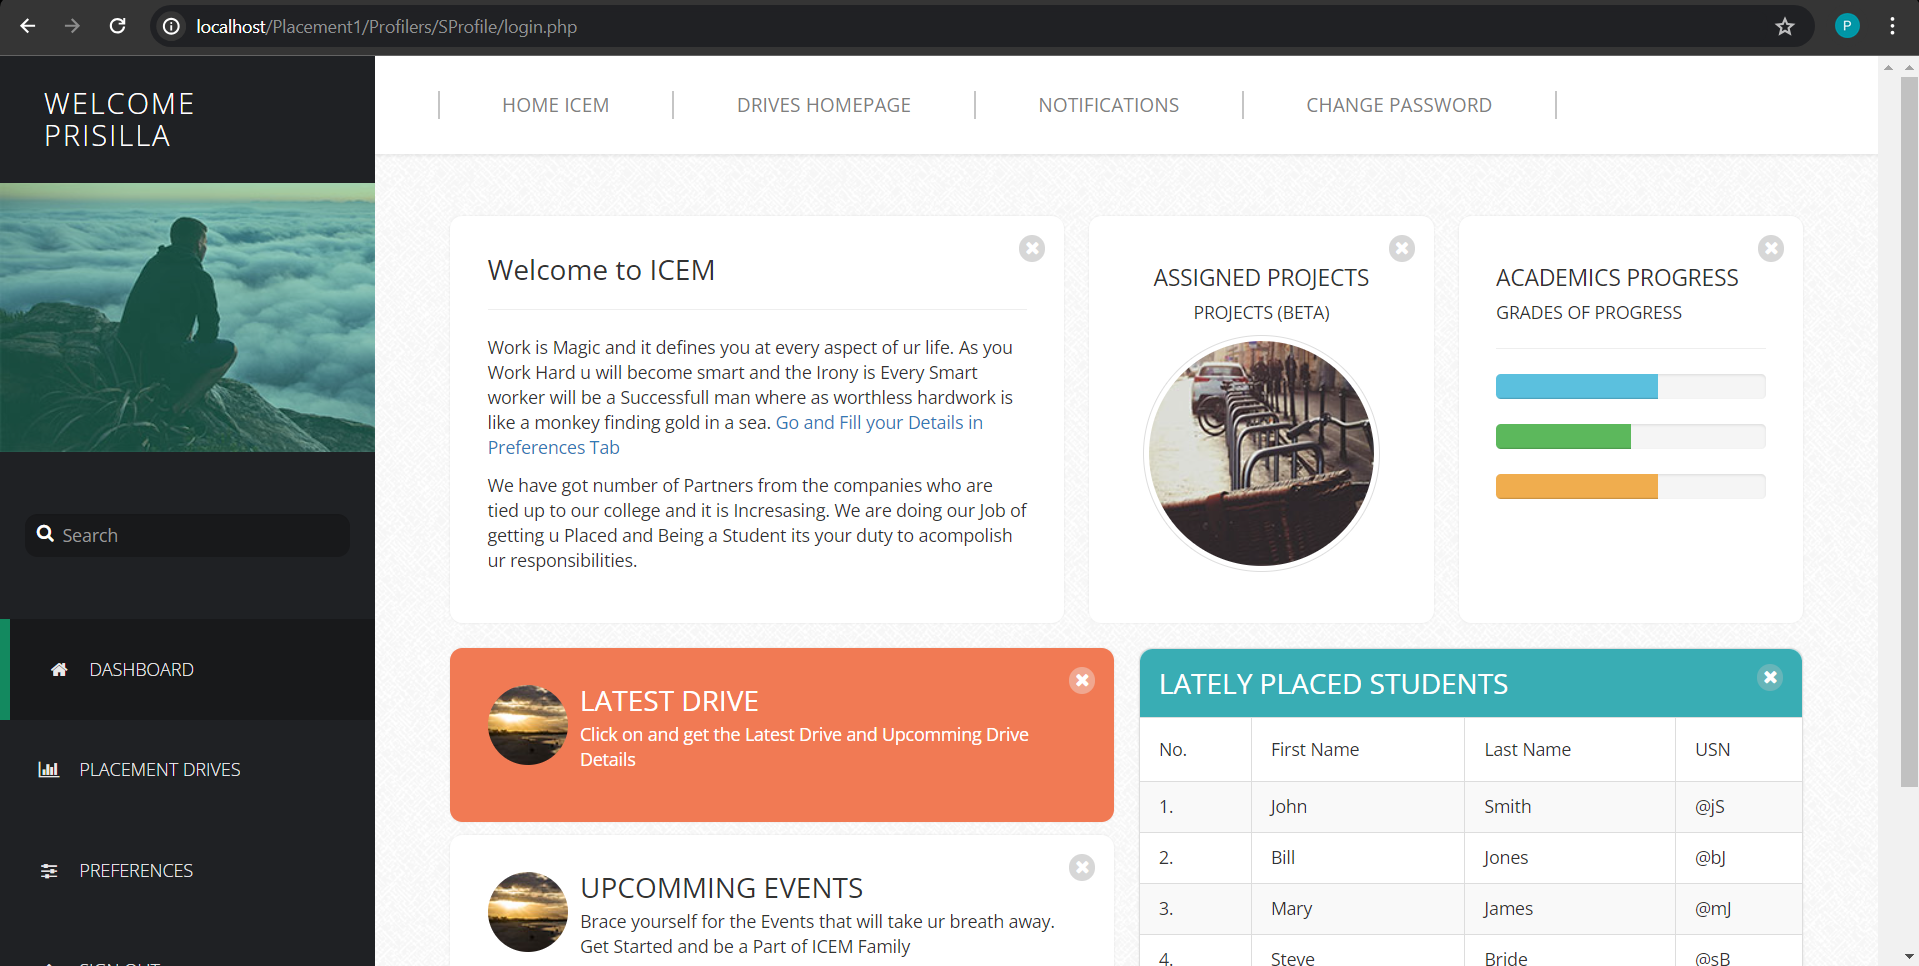 localhost/Placement1/Profilers/SProfile/login.php
P
WELCOME
PRISILLA
Search
DASHBOARD
PLACEMENT DRIVES
PREFERENCES
SIGN OUT
HOME ICEM
DRIVES HOMEPAGE
NOTIFICATIONS
CHANGE PASSWORD
Welcome to ICEM
Work is Magic and it defines you at every aspect of ur life. As you
Work Hard u will become smart and the Irony is Every Smart
worker will be a Successfull man where as worthless hardwork is
like a monkey finding gold in a sea. Go and Fill your Details in
Preferences Tab
We have got number of Partners from the companies who are
tied up to our college and it is Incresasing. We are doing our Job of
getting u Placed and Being a Student its your duty to acompolish
ur responsibilities.
ASSIGNED PROJECTS
PROJECTS (BETA)
ACADEMICS PROGRESS
GRADES OF PROGRESS
LATEST DRIVE
Click on and get the Latest Drive and Upcomming Drive
Details
UPCOMMING EVENTS
Brace yourself for the Events that will take ur breath away.
Get Started and be a Part of ICEM Family
LATELY PLACED STUDENTS
No. First Name Last Name USN
1. John Smith @jS
2. Bill Jones @bJ
3. Mary James @mJ
4. Steve Bride @sB